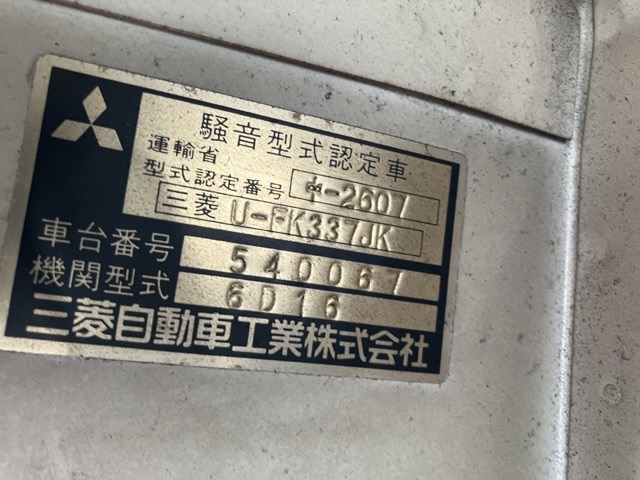 騒音型式認定車
運輸省
型式認定番号 中-2607
三菱 U-FK337JK
車台番号 540067
機関型式 6D16
三菱自動車工業株式会社